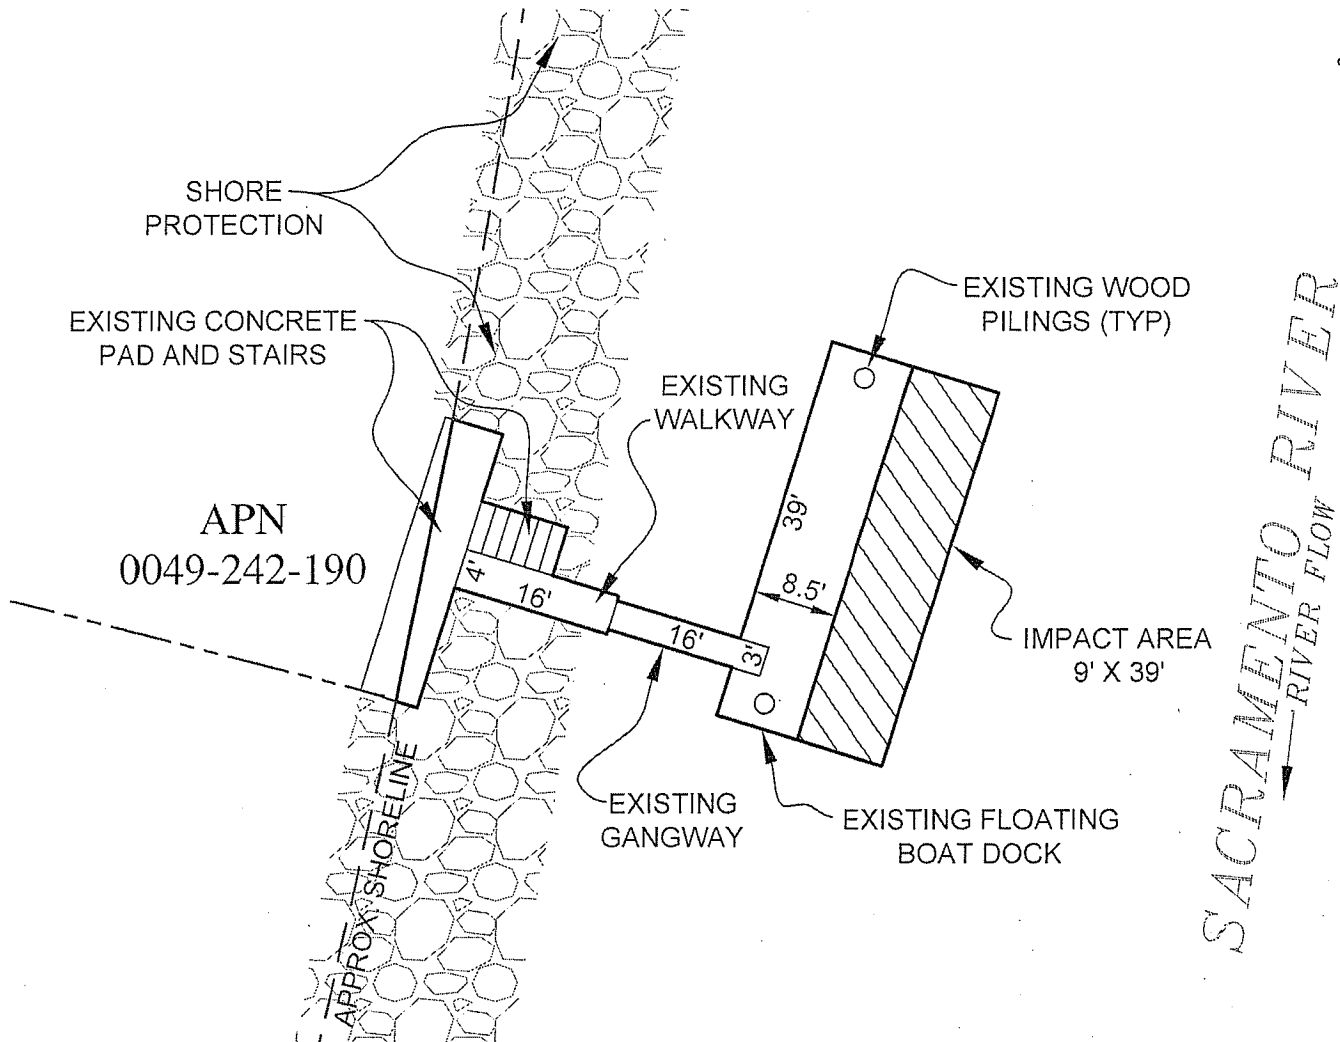 SHORE
PROTECTION
EXISTING CONCRETE
PAD AND STAIRS
EXISTING
WALKWAY
EXISTING WOOD
PILINGS (TYP)
APN
0049-242-190
4'
16'
16'
3'
39'
8.5'
IMPACT AREA
9' X 39'
EXISTING
GANGWAY
EXISTING FLOATING
BOAT DOCK
APPROX SHORELINE
SACRAMENTO RIVER
RIVER FLOW